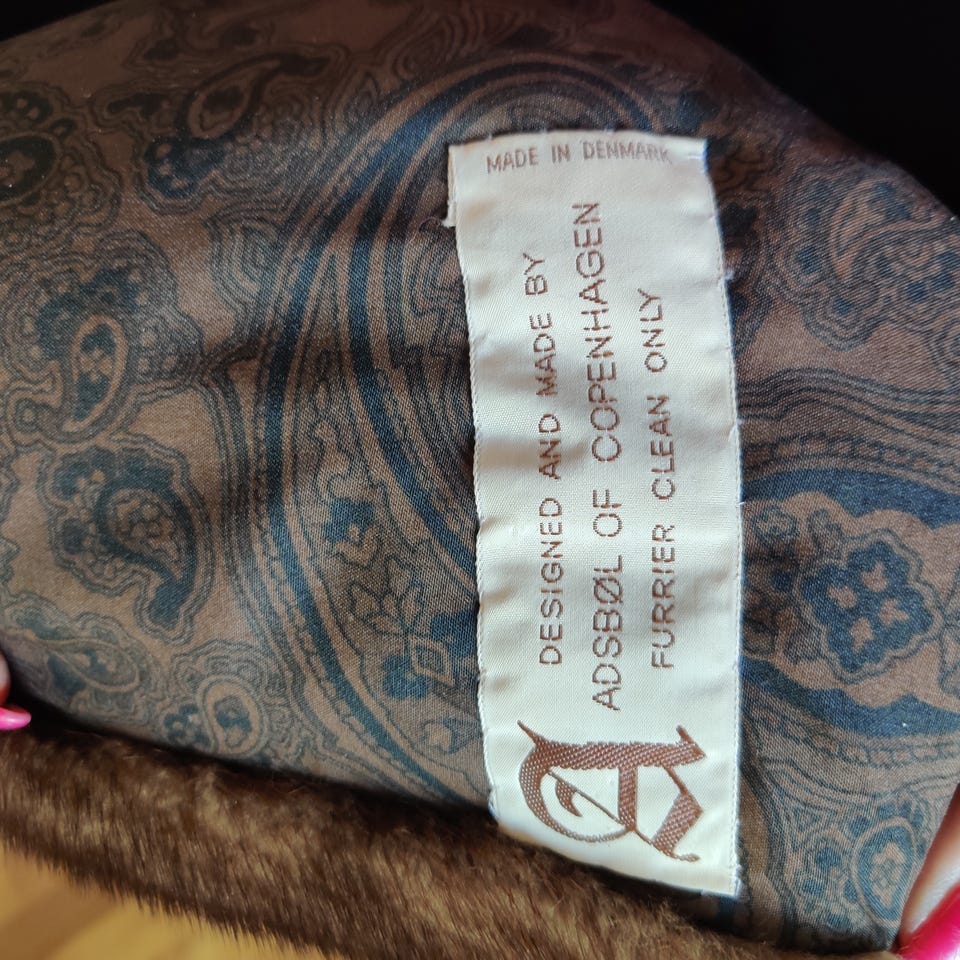 A
DESIGNED AND MADE BY
ADSBØL OF COPENHAGEN
FURRIER CLEAN ONLY
MADE IN DENMARK